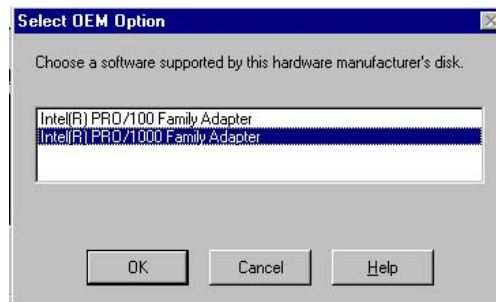 Select OEM Option
Choose a software supported by this hardware manufacturer's disk.
Intel(R) PRO/100 Family Adapter
Intel(R) PRO/1000 Family Adapter
OK Cancel Help